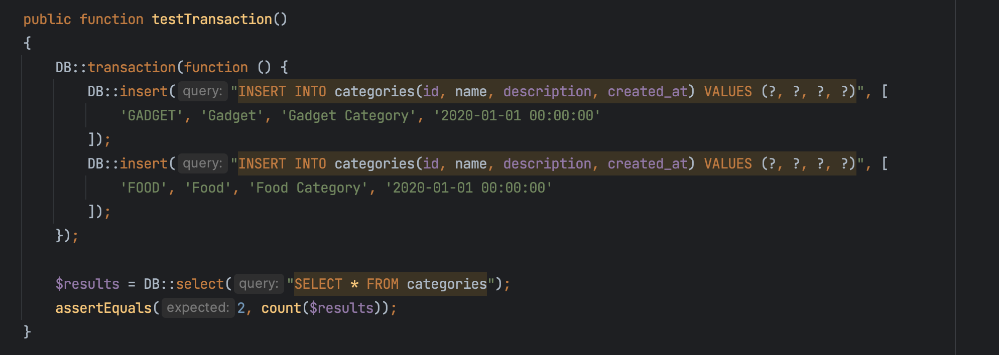 public function testTransaction()
{
    DB::transaction(function () {
        DB::insert( query: "INSERT INTO categories(id, name, description, created_at) VALUES (?, ?, ?, ?)", [
            'GADGET', 'Gadget', 'Gadget Category', '2020-01-01 00:00:00'
        ]);
        DB::insert( query: "INSERT INTO categories(id, name, description, created_at) VALUES (?, ?, ?, ?)", [
            'FOOD', 'Food', 'Food Category', '2020-01-01 00:00:00'
        ]);
    });

    $results = DB::select( query: "SELECT * FROM categories");
    assertEquals( expected: 2, count($results));
}